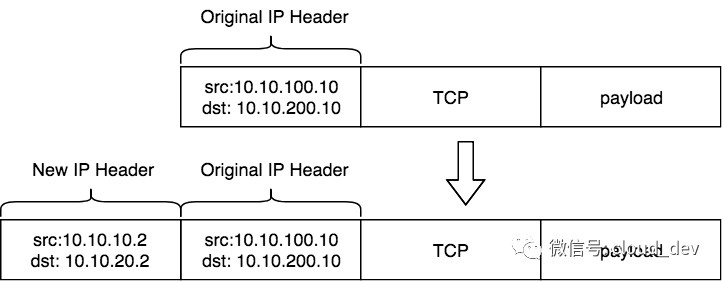 Original IP Header
src:10.10.100.10
dst: 10.10.200.10
TCP
payload
New IP Header
Original IP Header
src:10.10.10.2
dst: 10.10.20.2
src:10.10.100.10
dst: 10.10.200.10
TCP
payload
微信号: cloud_dev